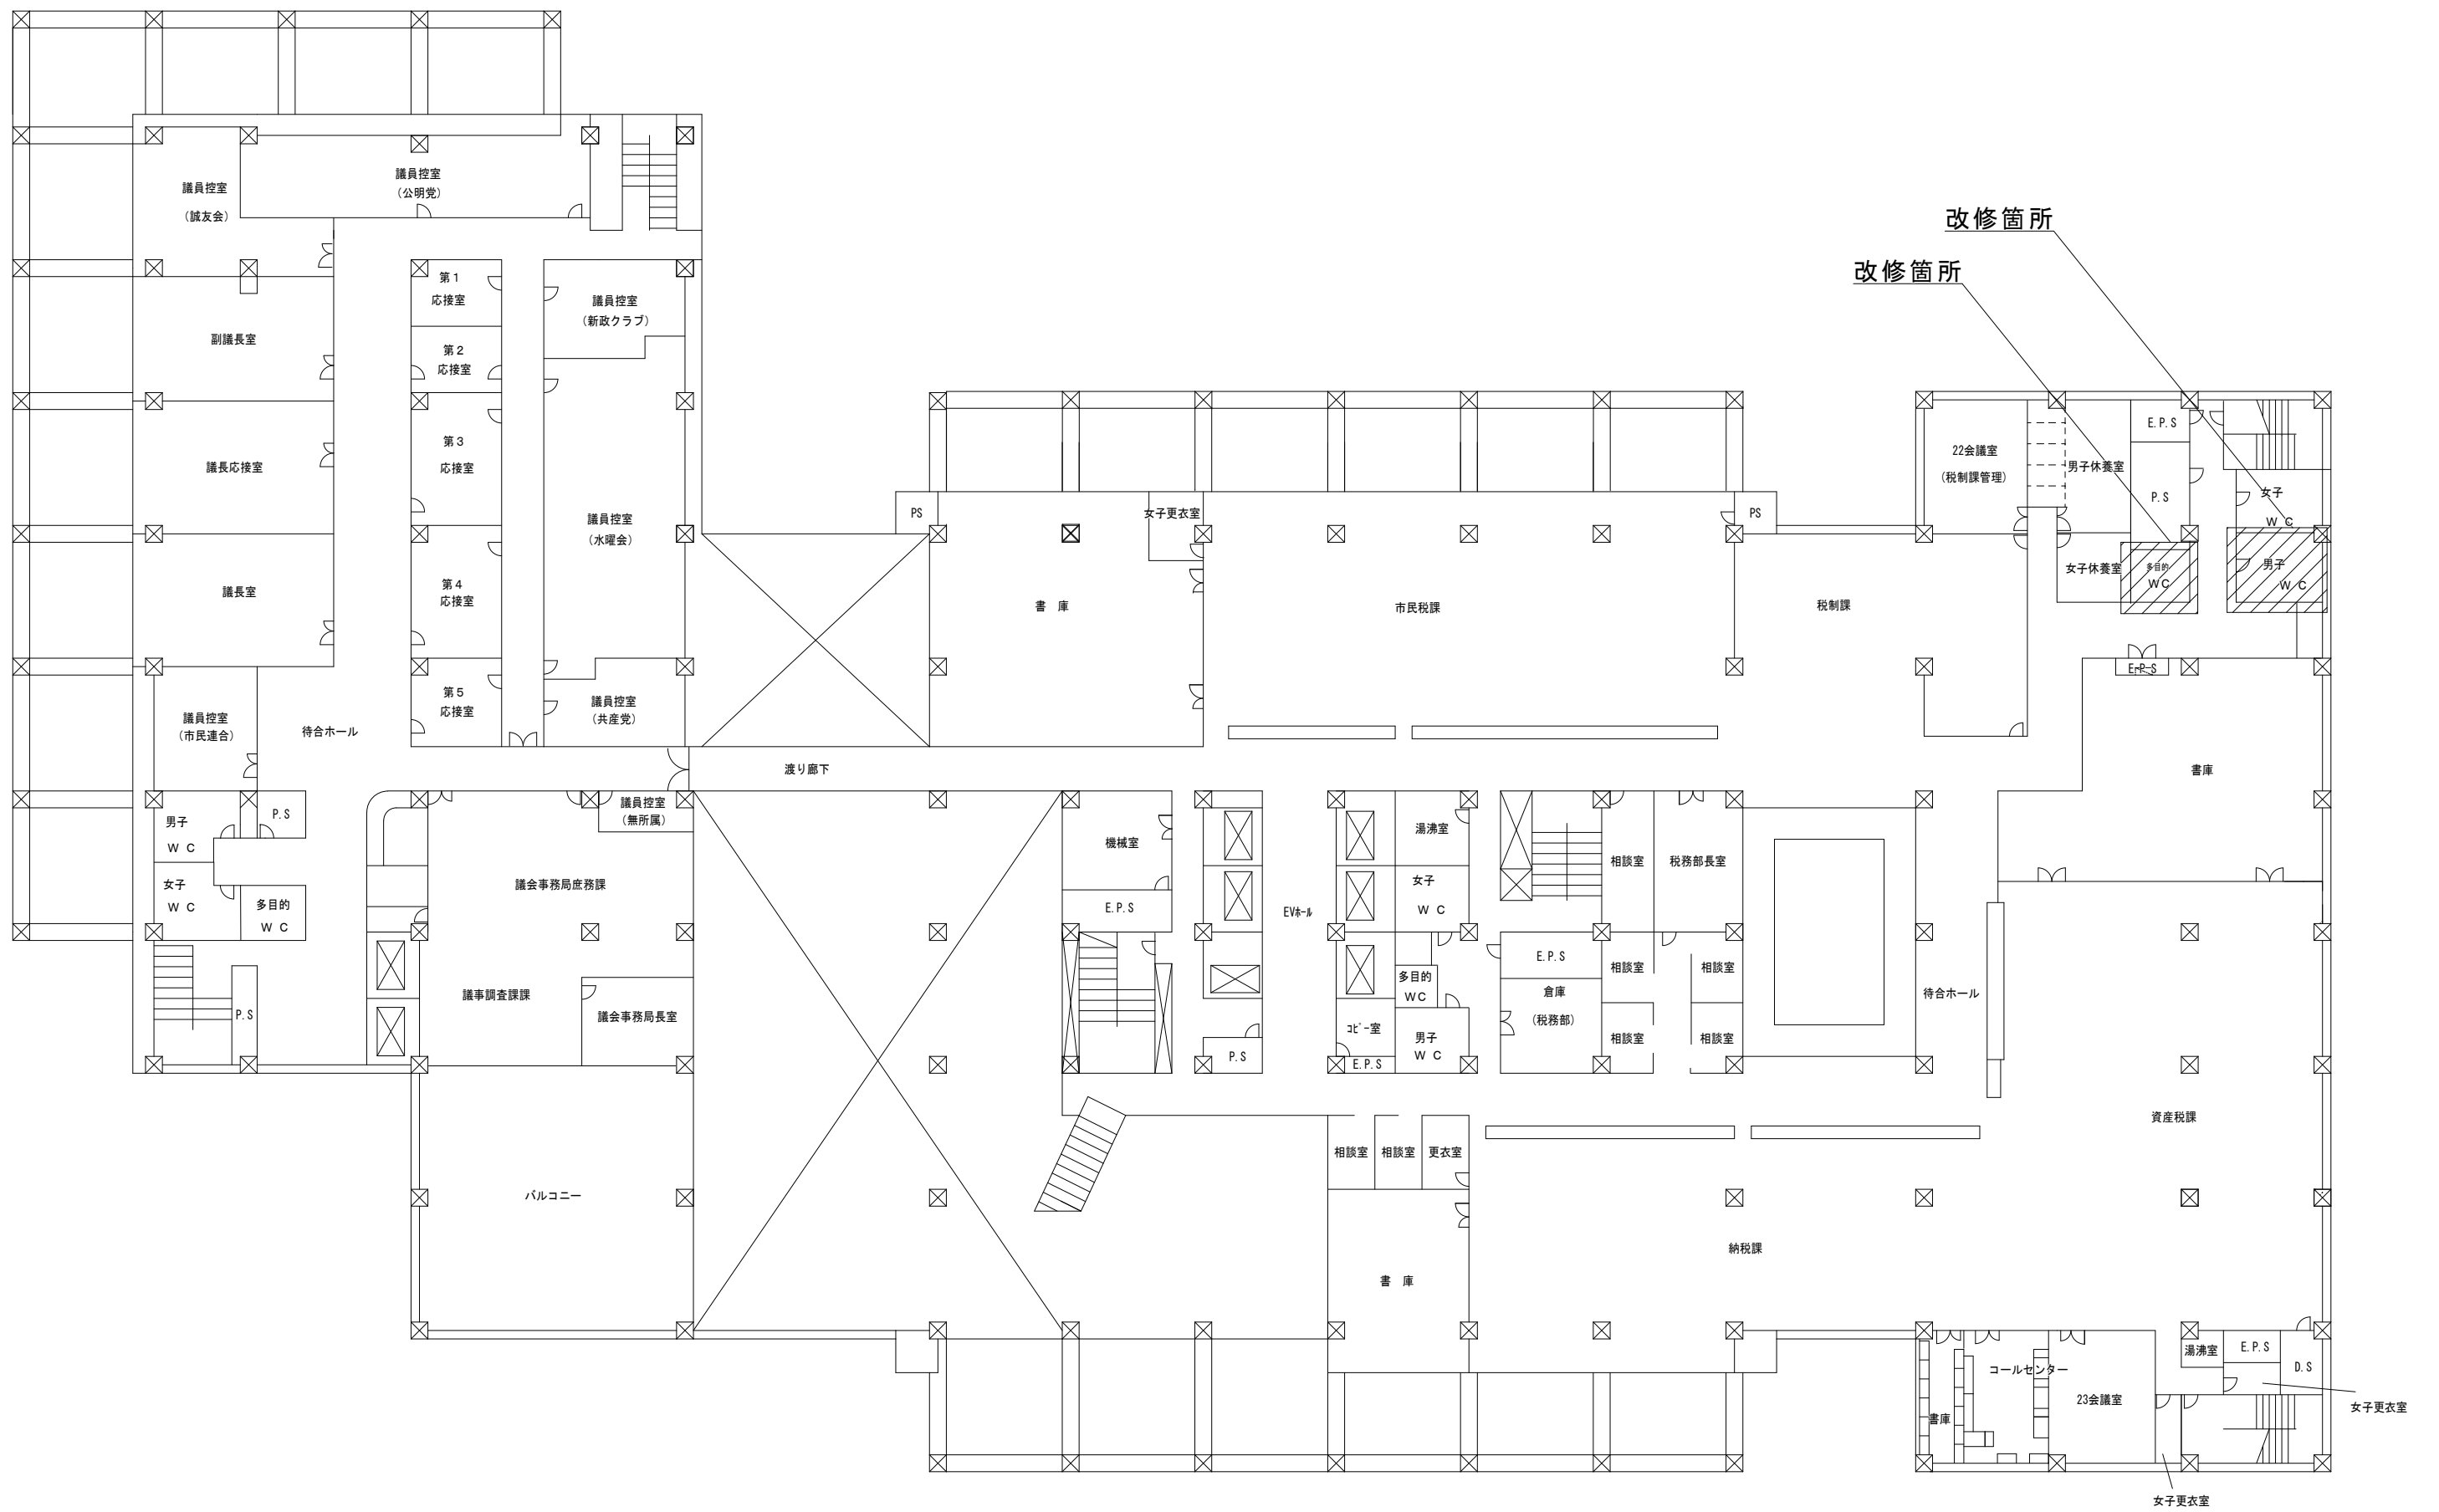 改修箇所
改修箇所
議員控室
（誠友会）
議員控室
（公明党）
第１
応接室
議員控室
（新政クラブ）
副議長室
第２
応接室
議長応接室
第３
応接室
22会議室
（税制課管理）
男子休養室
E.P.S
P.S
女子
ＷＣ
PS
女子更衣室
PS
議員控室
（水曜会）
議長室
第４
応接室
書　庫
市民税課
税制課
女子休養室
多目的
ＷＣ
男子
ＷＣ
E.P.S
議員控室
（市民連合）
待合ホール
第５
応接室
議員控室
（共産党）
渡り廊下
書庫
男子
ＷＣ
P.S
議員控室
（無所属）
機械室
湯沸室
相談室
税務部長室
女子
ＷＣ
多目的
ＷＣ
議会事務局庶務課
E.P.S
EVﾎｰﾙ
女子
ＷＣ
議事調査課課
議会事務局長室
P.S
P.S
多目的
ＷＣ
ｺﾋﾟｰ室
E.P.S
男子
ＷＣ
E.P.S
倉庫
（税務部）
相談室
相談室
相談室
相談室
待合ホール
資産税課
相談室
相談室
更衣室
バルコニー
書　庫
納税課
コールセンター
書庫
23会議室
湯沸室
E.P.S
D.S
女子更衣室
女子更衣室